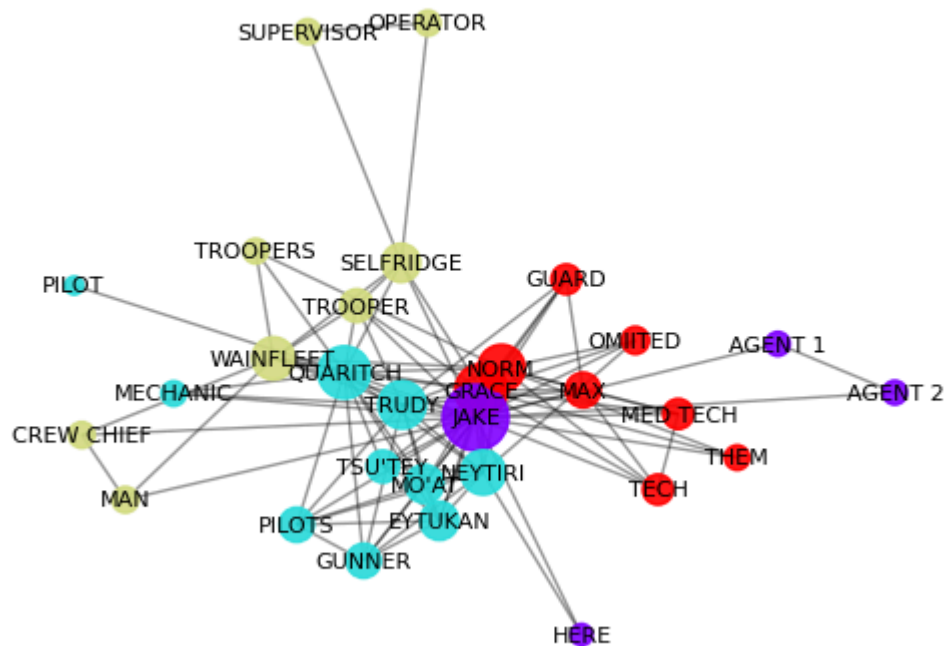 OPERATOR
SUPERVISOR
TROOPERS
SELFRIDGE
PILOT
GUARD
TROOPER
OMIITED
AGENT 1
WAINFLEET
NORM
QUARITCH
MECHANIC
GRACE
MAX
AGENT 2
TRUDY
JAKE
MED TECH
CREW CHIEF
THEM
TSU'TEY
NEYTIRI
MO'AT
TECH
MAN
PILOTS
EYTUKAN
GUNNER
HERE